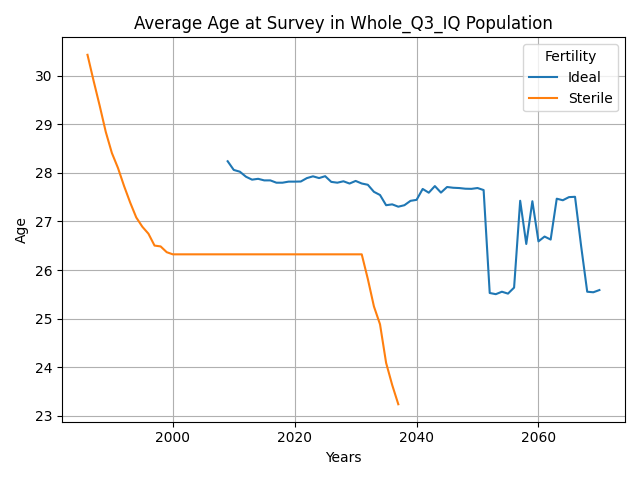 Average Age at Survey in Whole_Q3_IQ Population
Fertility
Ideal
Sterile
30
29
28
27
26
25
24
23
Age
2000
2020
2040
2060
Years